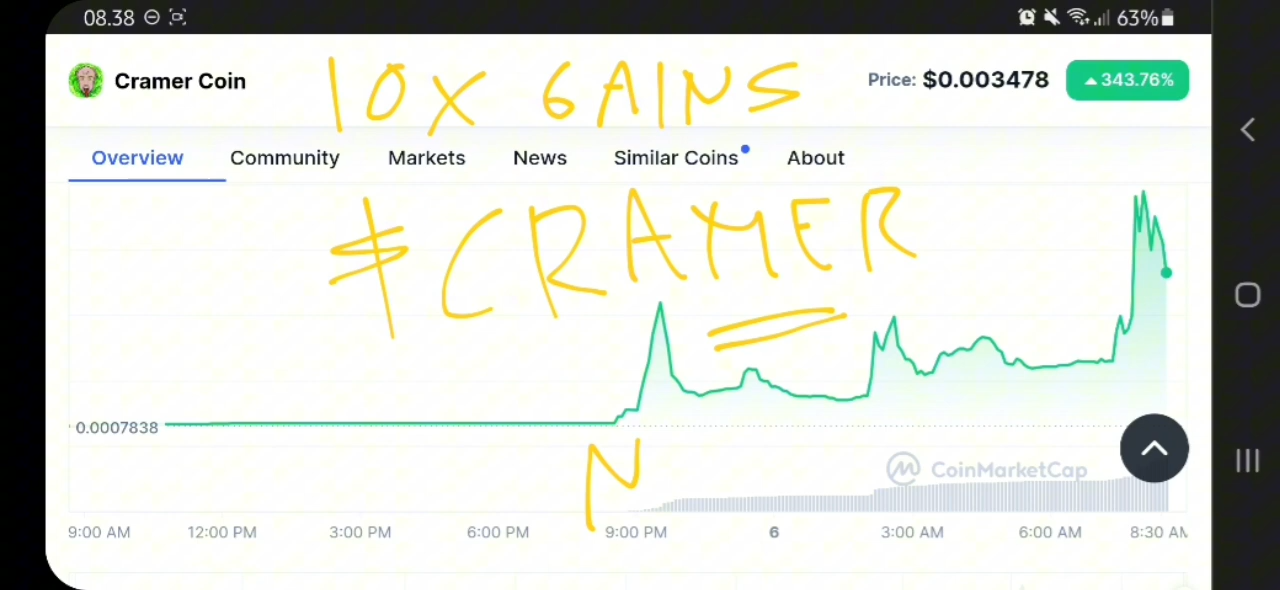 08.38 63%
Cramer Coin 10X GAINS Price: $0.003478 343.76%
Overview Community Markets News Similar Coins About
#CRAMER
0.0007838
N
CoinMarketCap
9:00 AM 12:00 PM 3:00 PM 6:00 PM 9:00 PM 6 3:00 AM 6:00 AM 8:30 AM